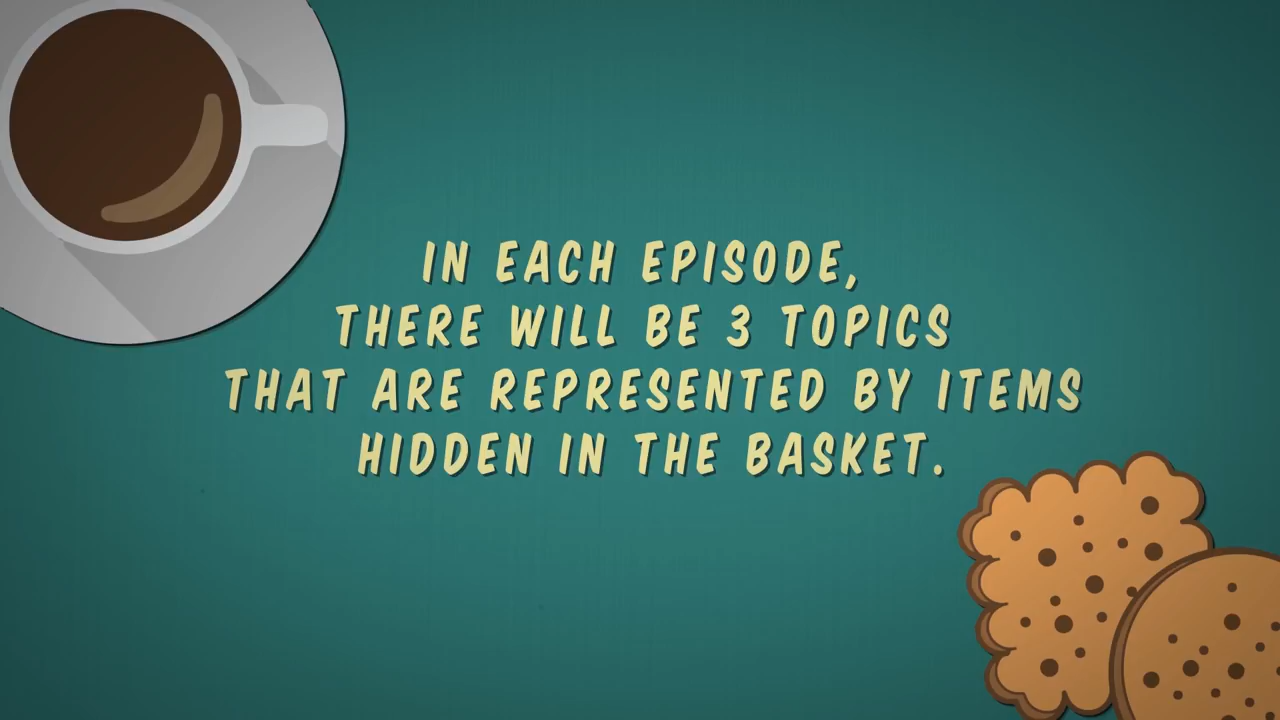 IN EACH EPISODE,
THERE WILL BE 3 TOPICS
THAT ARE REPRESENTED BY ITEMS
HIDDEN IN THE BASKET.